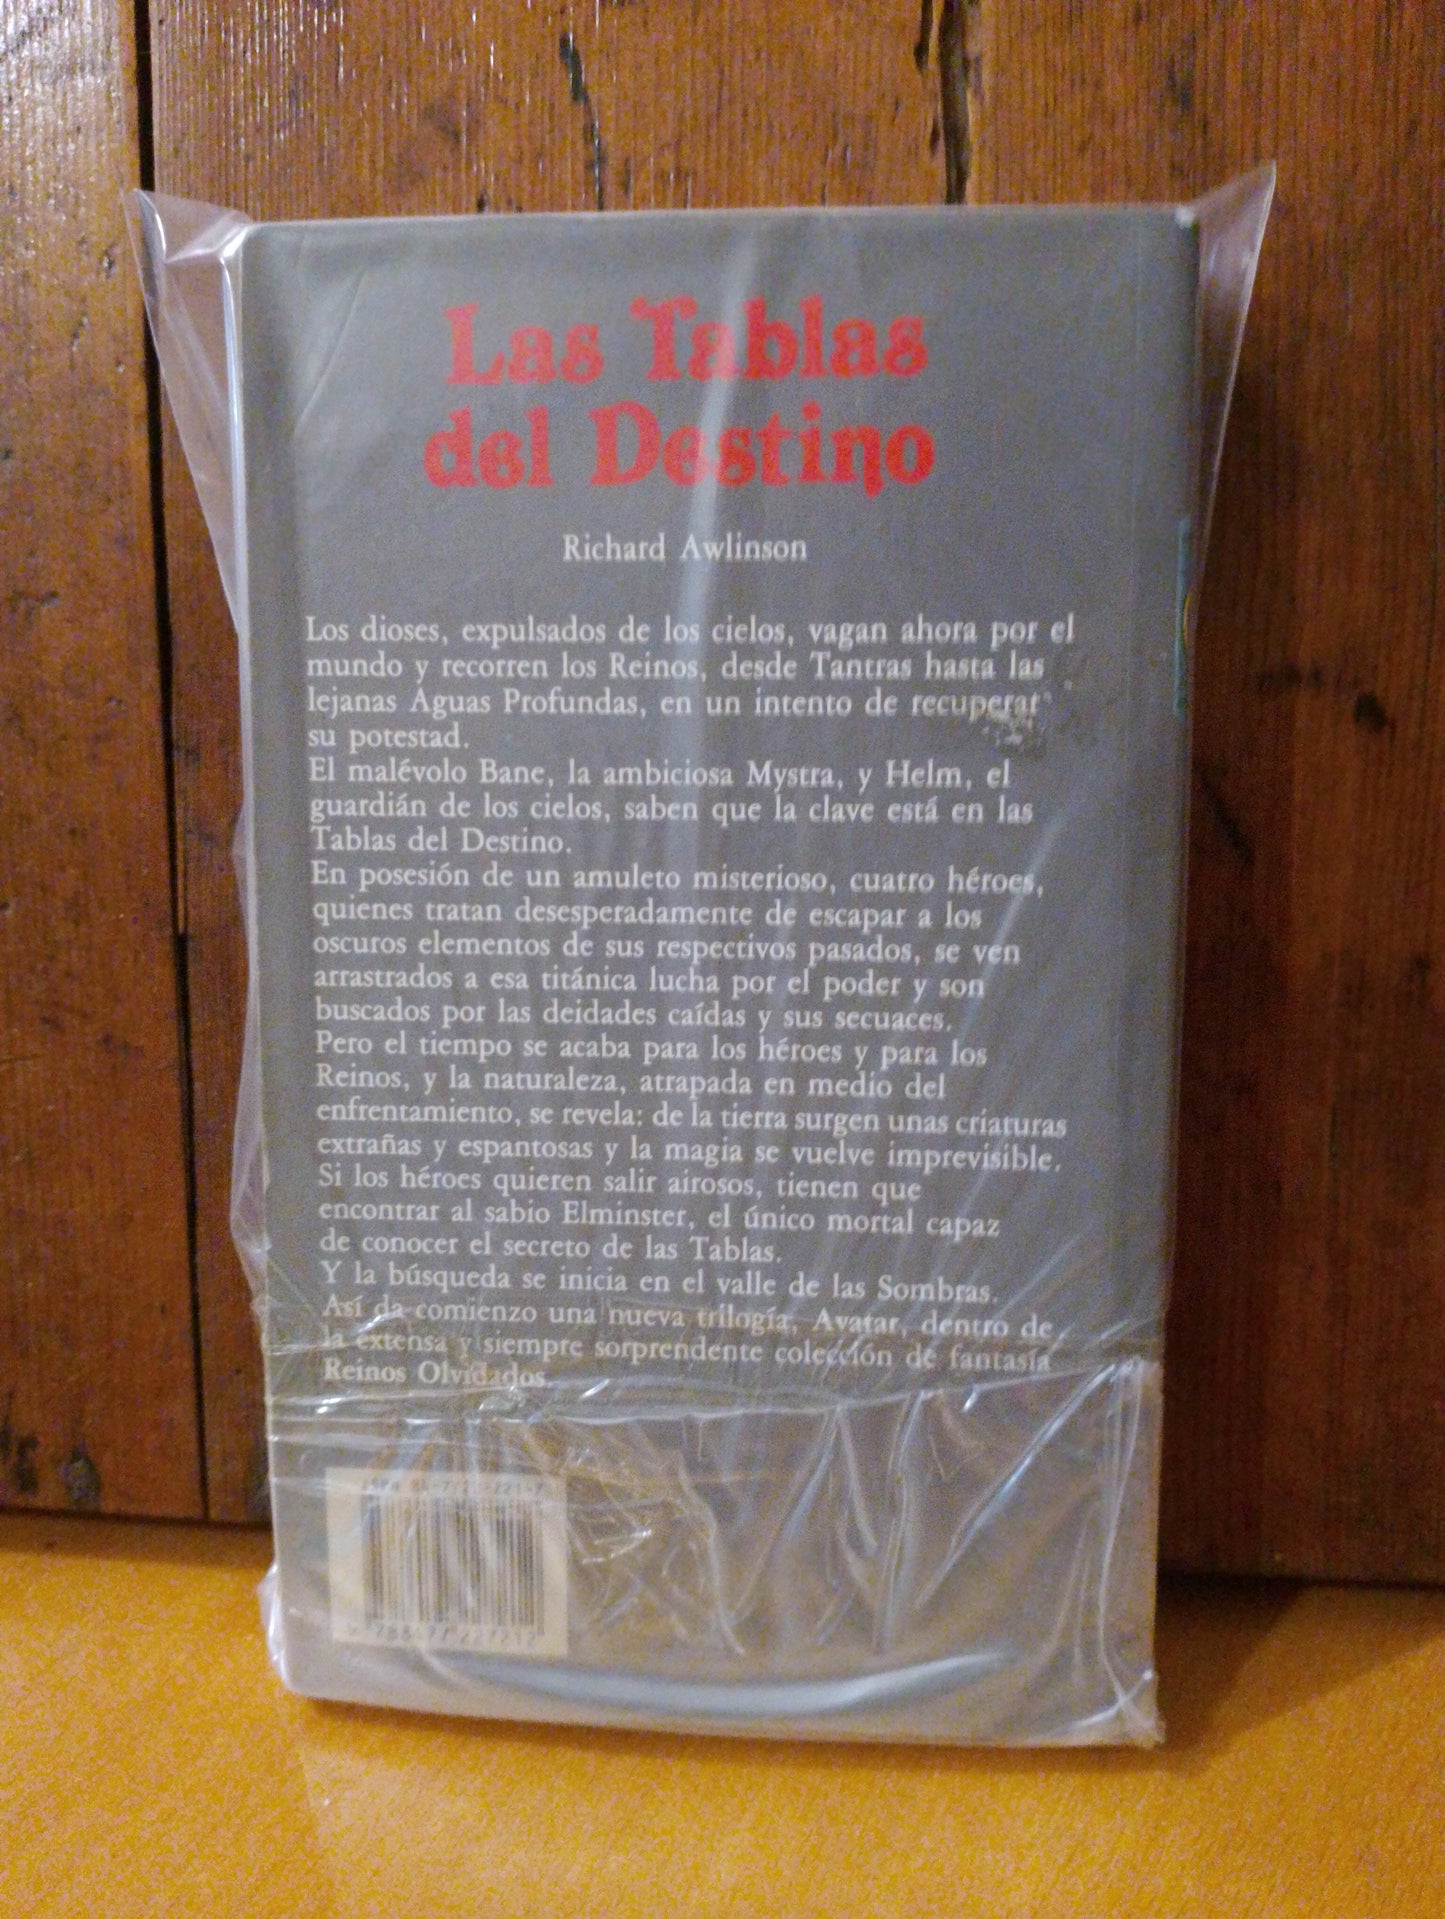 Las Tablas
del Destino
Richard Awlinson
Los dioses, expulsados de los cielos, vagan ahora por el
mundo y recorren los Reinos, desde Tantras hasta las
lejanas Aguas Profundas, en un intento de recuperar
su potestad.
El malévolo Bane, la ambiciosa Mystra, y Helm, el
guardián de los cielos, saben que la clave está en las
Tablas del Destino.
En posesión de un amuleto misterioso, cuatro héroes,
quienes tratan desesperadamente de escapar a los
oscuros elementos de sus respectivos pasados, se ven
arrastrados a esa titánica lucha por el poder y son
buscados por las deidades caídas y sus secuaces.
Pero el tiempo se acaba para los héroes y para los
Reinos, y la naturaleza, atrapada en medio del
enfrentamiento, se revela: de la tierra surgen unas criaturas
extrañas y espantosas y la magia se vuelve imprevisible.
Si los héroes quieren salir airosos, tienen que
encontrar al sabio Elminster, el único mortal capaz
de conocer el secreto de las Tablas.
Y la búsqueda se inicia en el valle de las Sombras.
Así da comienzo una nueva trilogía, Avatar, dentro de
la extensa y siempre sorprendente colección de fantasía
Reinos Olvidados.